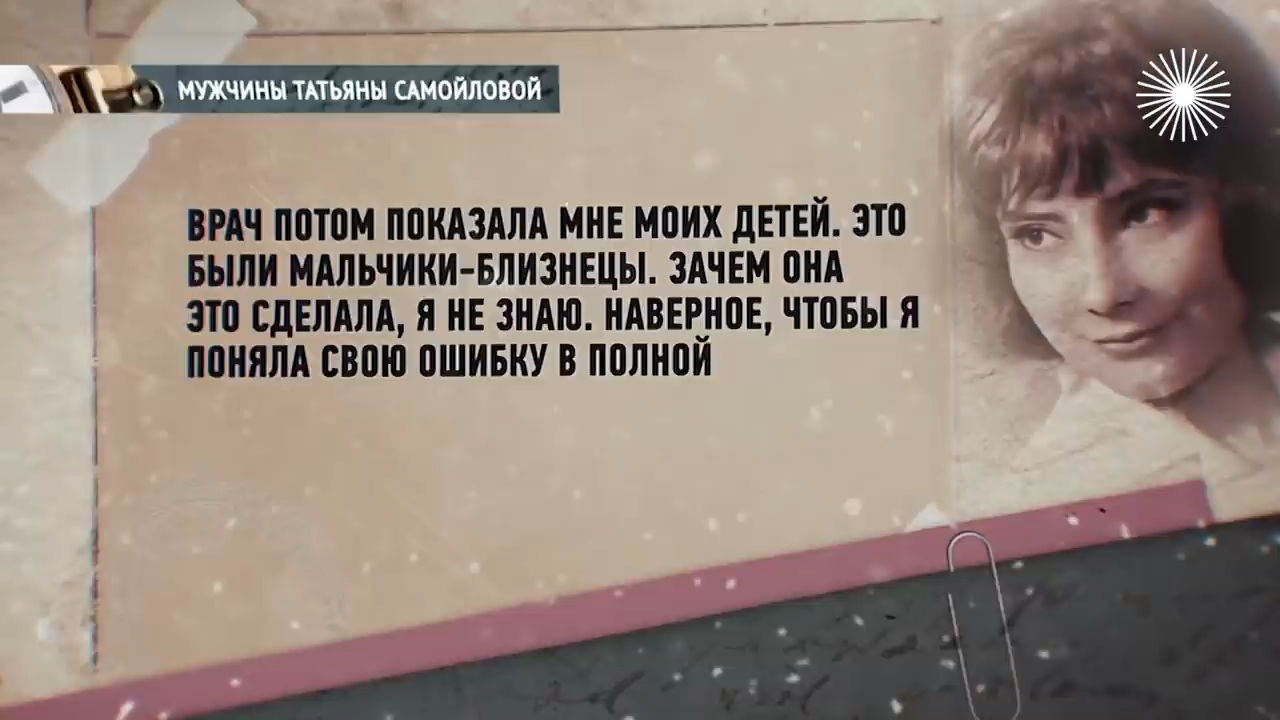 МУЖЧИНЫ ТАТЬЯНЫ САМОЙЛОВОЙ
ВРАЧ ПОТОМ ПОКАЗАЛА МНЕ МОИХ ДЕТЕЙ. ЭТО
БЫЛИ МАЛЬЧИКИ-БЛИЗНЕЦЫ. ЗАЧЕМ ОНА
ЭТО СДЕЛАЛА, Я НЕ ЗНАЮ. НАВЕРНОЕ, ЧТОБЫ Я
ПОНЯЛА СВОЮ ОШИБКУ В ПОЛНОЙ